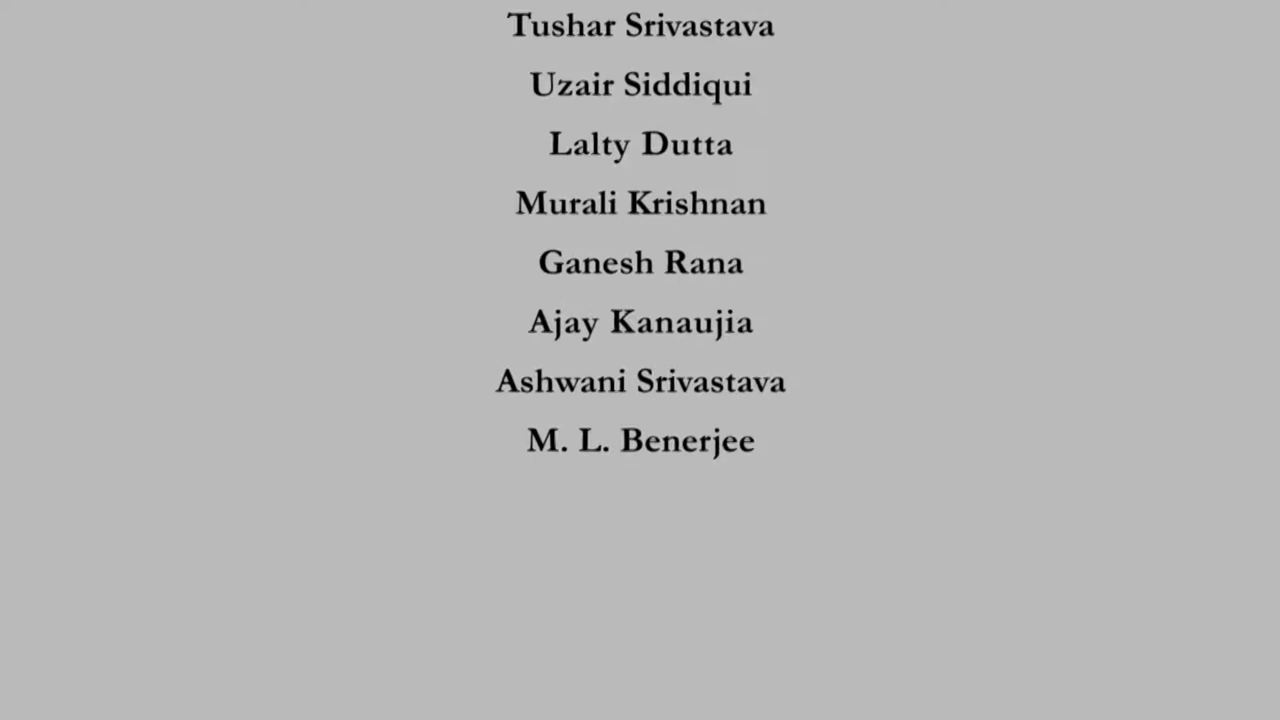 Tushar Srivastava
Uzair Siddiqui
Lalty Dutta
Murali Krishnan
Ganesh Rana
Ajay Kanaujia
Ashwani Srivastava
M. L. Benerjee